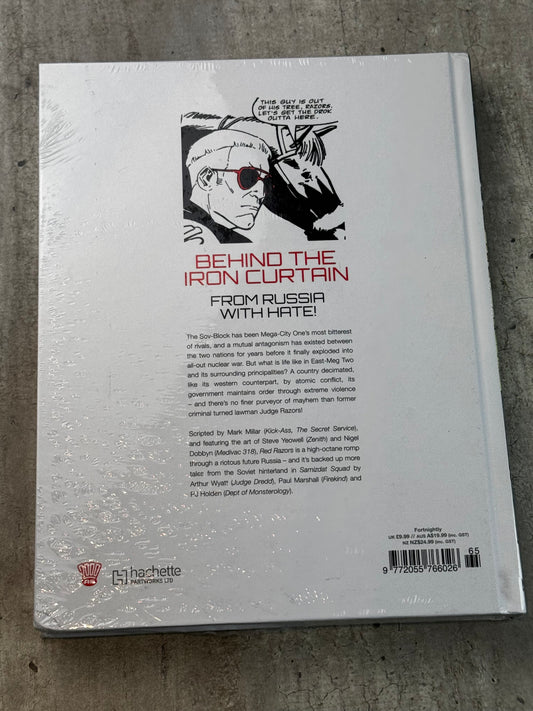 THIS GUY IS OUT
OF HIS TREE, RAZORS.
LET'S GET THE DROK
OUTTA HERE.
BEHIND THE
IRON CURTAIN
FROM RUSSIA
WITH HATE!
The Sov-Block has been Mega-City One's most bitterest
of rivals, and a mutual antagonism has existed between
the two nations for years before it finally exploded into
all-out nuclear war. But what is life like in East-Meg Two
and its surrounding principalities? A country decimated,
like its western counterpart, by atomic conflict, its
government maintains order through extreme violence
– and there's no finer purveyor of mayhem than former
criminal turned lawman Judge Razors!
Scripted by Mark Millar (Kick-Ass, The Secret Service),
and featuring the art of Steve Yeowell (Zenith) and Nigel
Dobbyn (Medivac 318), Red Razors is a high-octane romp
through a riotous future Russia – and it's backed up more
tales from the Soviet hinterland in Samizdat Squad by
Arthur Wyatt (Judge Dredd), Paul Marshall (Firekind) and
PJ Holden (Dept of Monsterology).
Fortnightly
UK £9.99 // AUS A$19.99 (inc. GST)
NZ NZ$24.99 (inc. GST)
65
9 772055 766026
2000
AD
H hachette
PARTWORKS LTD